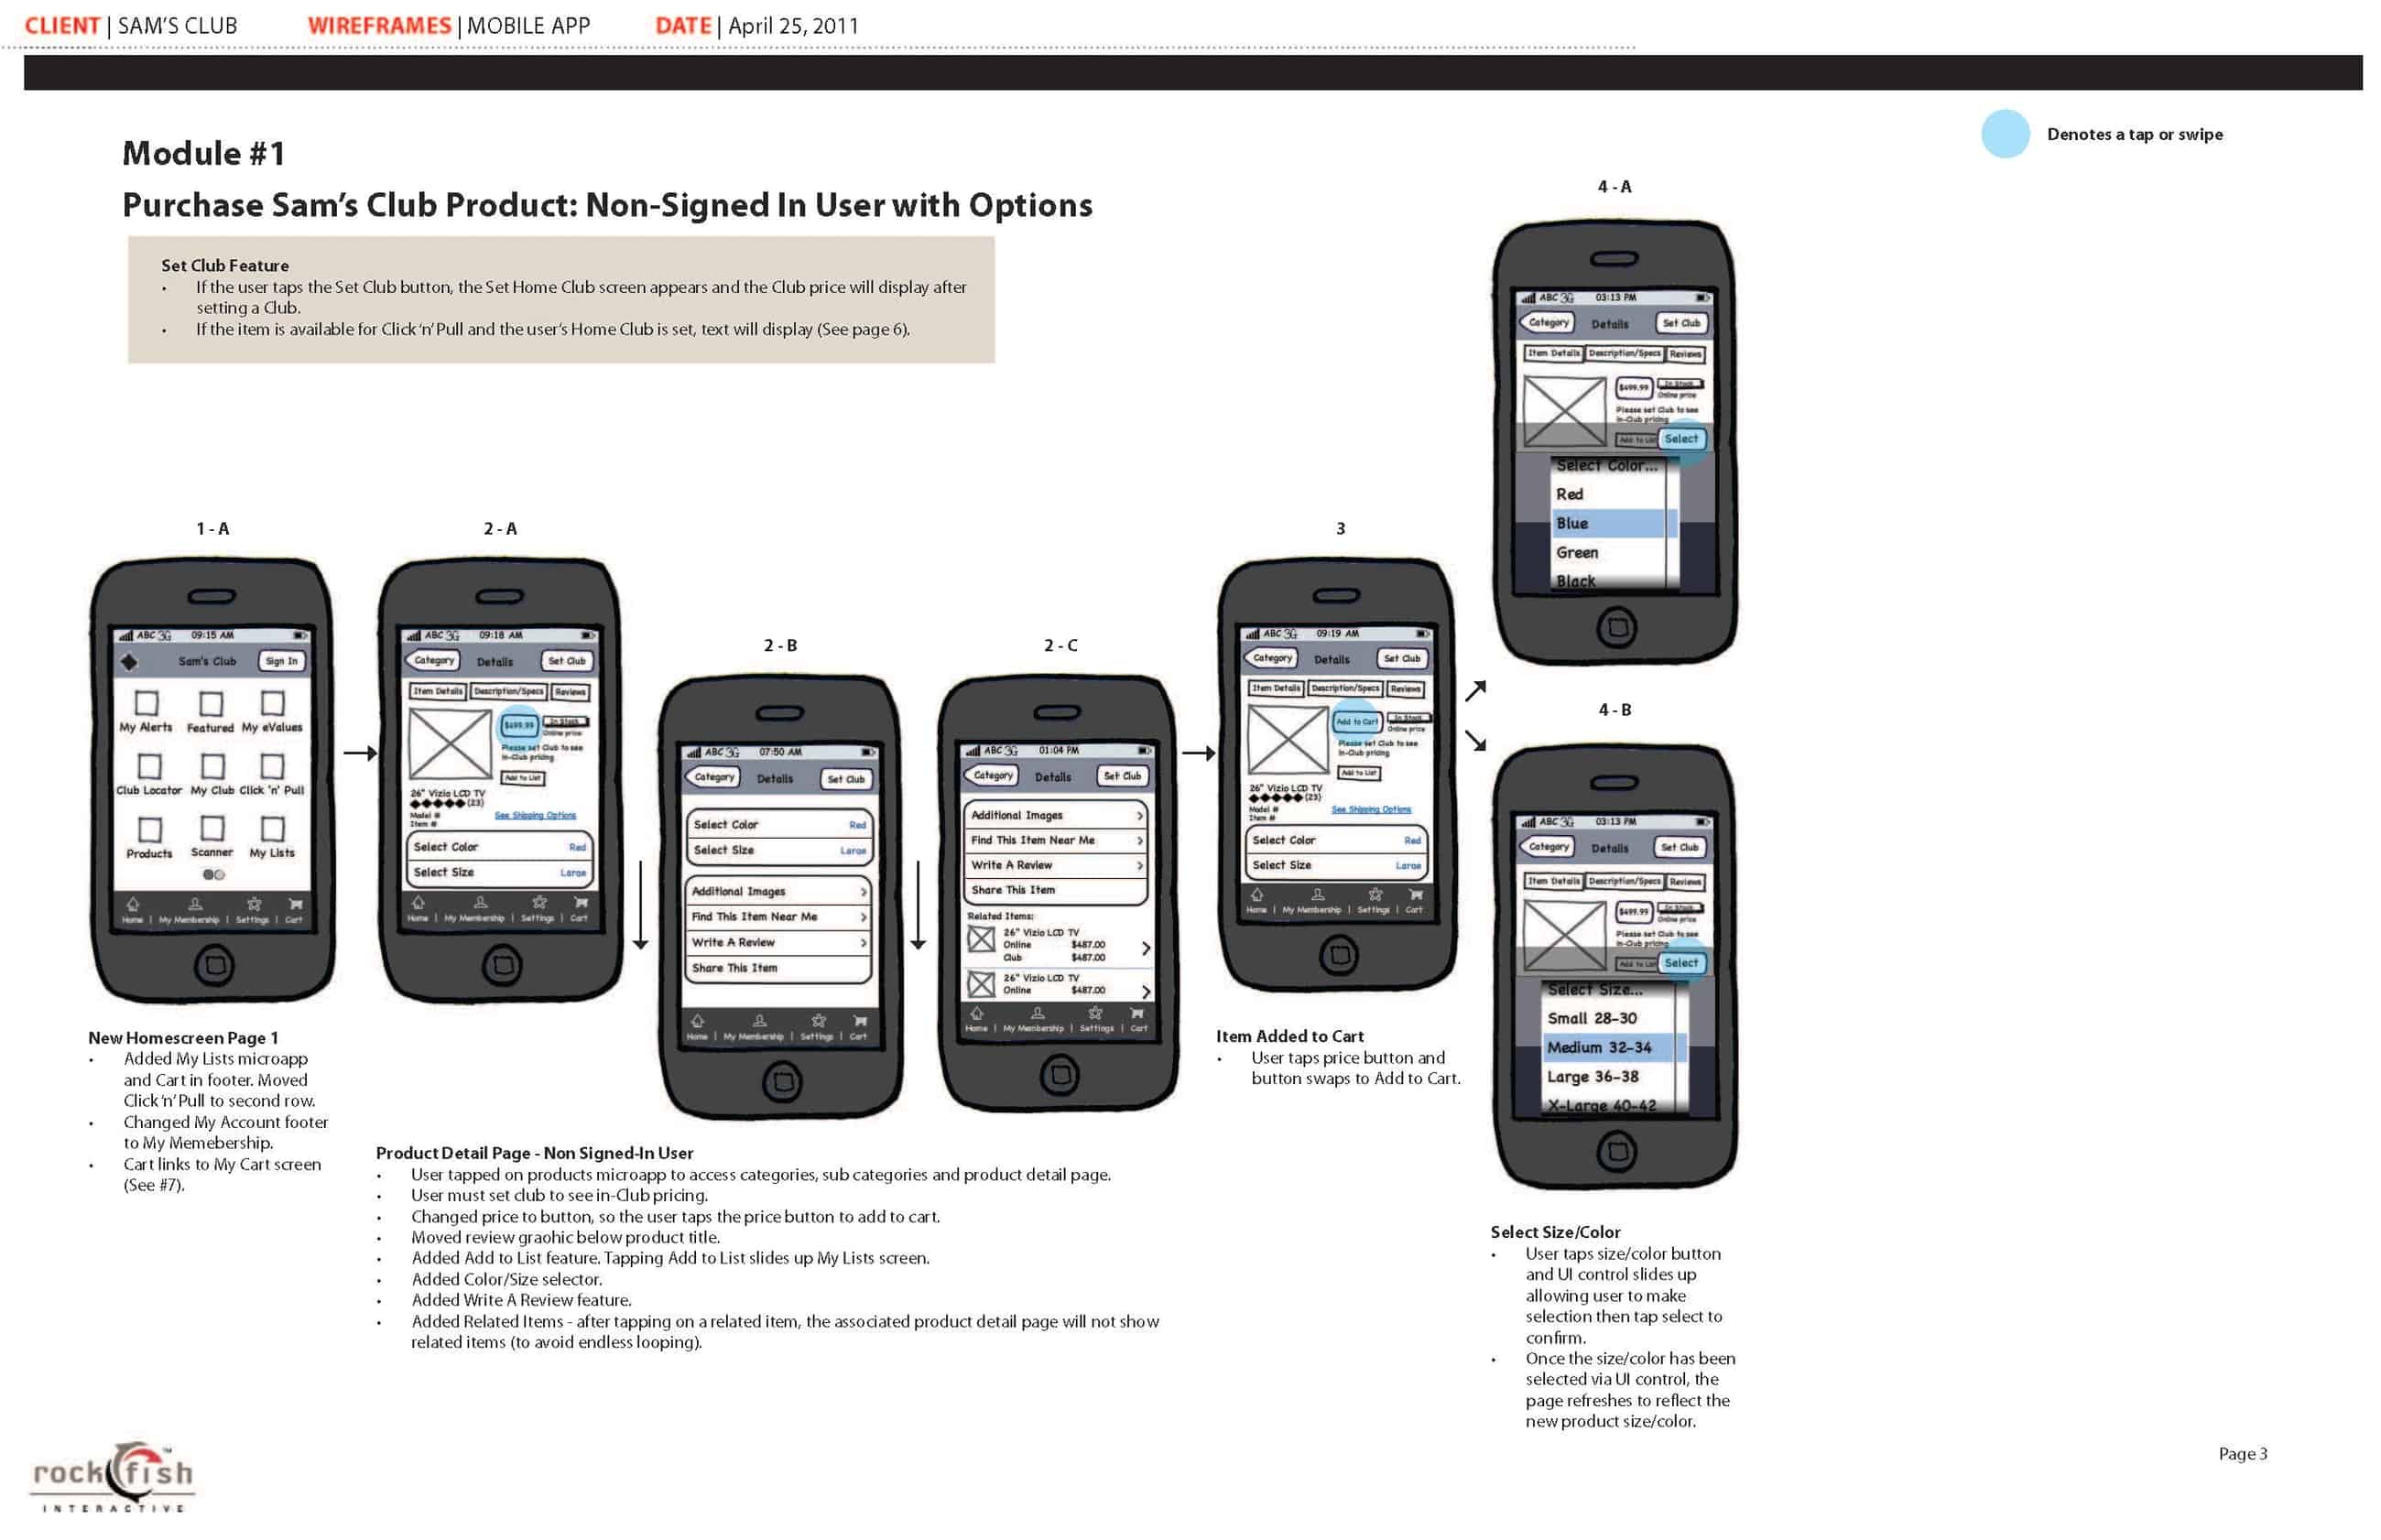 CLIENT | SAM'S CLUB WIREFRAMES | MOBILE APP DATE | April 25, 2011
Denotes a tap or swipe
Module #1
Purchase Sam's Club Product: Non-Signed In User with Options
Set Club Feature
• If the user taps the Set Club button, the Set Home Club screen appears and the Club price will display after
setting a Club.
• If the item is available for Click 'n' Pull and the user's Home Club is set, text will display (See page 6).
1 - A
ABC 3G 09:15 AM
Sam's Club Sign In
My Alerts Featured My eValues
Club Locator My Club Click 'n' Pull
Products Scanner My Lists
Home | My Membership | Settings | Cart
New Homescreen Page 1
• Added My Lists microapp
and Cart in footer. Moved
Click 'n' Pull to second row.
• Changed My Account footer
to My Memebership.
• Cart links to My Cart screen
(See #7).
2 - A
ABC 3G 09:18 AM
Category Details Set Club
Item Details Description/Specs Reviews
$499.99 In Stock
Online price
Please set Club to see
in-Club pricing
Add to List
26" Vizio LCD TV
(23)
Model #
Item # See Shipping Options
Select Color Red
Select Size Large
Home | My Membership | Settings | Cart
2 - B
ABC 3G 07:50 AM
Category Details Set Club
Select Color Red
Select Size Large
Additional Images
Find This Item Near Me
Write A Review
Share This Item
Home | My Membership | Settings | Cart
2 - C
ABC 3G 01:04 PM
Category Details Set Club
Additional Images
Find This Item Near Me
Write A Review
Share This Item
Related Items:
26" Vizio LCD TV
Online $487.00
Club $487.00
26" Vizio LCD TV
Online $487.00
Home | My Membership | Settings | Cart
Product Detail Page - Non Signed-In User
• User tapped on products microapp to access categories, sub categories and product detail page.
• User must set club to see in-Club pricing.
• Changed price to button, so the user taps the price button to add to cart.
• Moved review graohic below product title.
• Added Add to List feature. Tapping Add to List slides up My Lists screen.
• Added Color/Size selector.
• Added Write A Review feature.
• Added Related Items - after tapping on a related item, the associated product detail page will not show
related items (to avoid endless looping).
3
ABC 3G 09:19 AM
Category Details Set Club
Item Details Description/Specs Reviews
Add to Cart In Stock
Online price
Please set Club to see
in-Club pricing
Add to List
26" Vizio LCD TV
(23)
Model #
Item # See Shipping Options
Select Color Red
Select Size Large
Home | My Membership | Settings | Cart
Item Added to Cart
• User taps price button and
button swaps to Add to Cart.
4 - A
ABC 3G 03:13 PM
Category Details Set Club
Item Details Description/Specs Reviews
$499.99 In Stock
Online price
Please set Club to see
in-Club pricing
Add to List Select
Select Color...
Red
Blue
Green
Black
4 - B
ABC 3G 03:13 PM
Category Details Set Club
Item Details Description/Specs Reviews
$499.99 In Stock
Online price
Please set Club to see
in-Club pricing
Add to List Select
Select Size...
Small 28-30
Medium 32-34
Large 36-38
X-Large 40-42
Select Size/Color
• User taps size/color button
and UI control slides up
allowing user to make
selection then tap select to
confirm.
• Once the size/color has been
selected via UI control, the
page refreshes to reflect the
new product size/color.
rockfish™
INTERACTIVE
Page 3